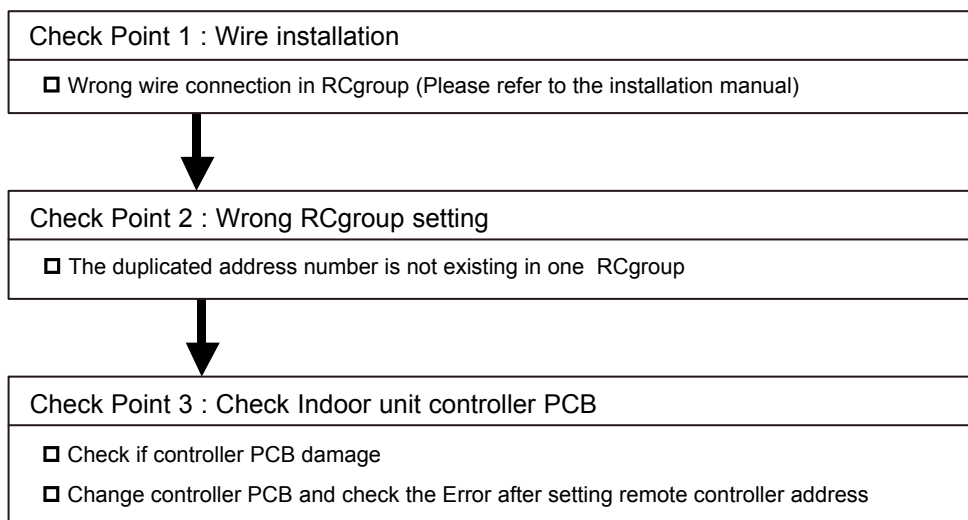 Check Point 1 : Wire installation
Wrong wire connection in RCgroup (Please refer to the installation manual)
Check Point 2 : Wrong RCgroup setting
The duplicated address number is not existing in one RCgroup
Check Point 3 : Check Indoor unit controller PCB
Check if controller PCB damage
Change controller PCB and check the Error after setting remote controller address